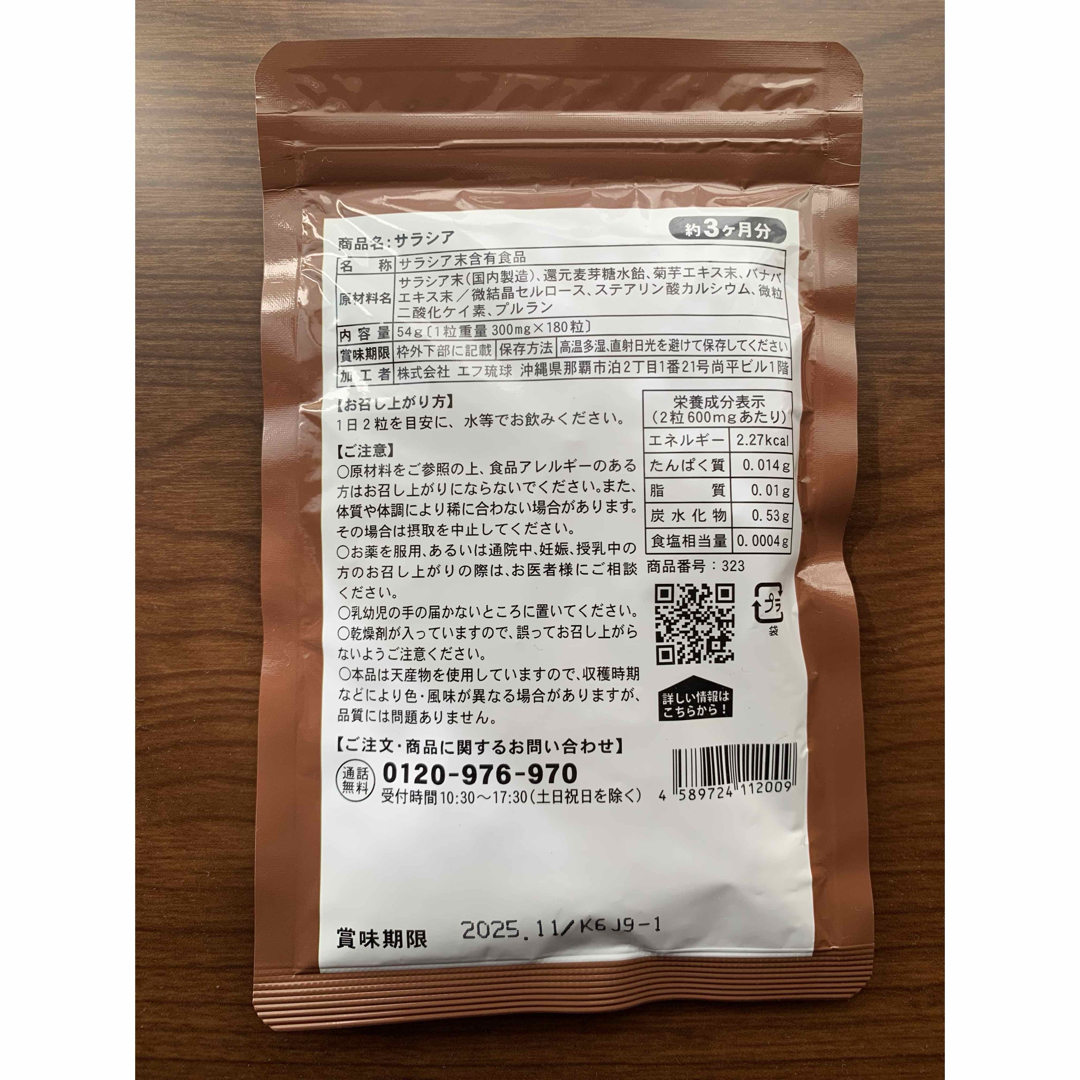 約3ヶ月分
商品名:サラシア
名称 サラシア末含有食品
原材料名 サラシア末(国内製造)、還元麦芽糖水飴、菊芋エキス末、バナバ
エキス末/微結晶セルロース、ステアリン酸カルシウム、微粒
二酸化ケイ素、プルラン
内容量 54g〔1粒重量 300mg×180粒〕
賞味期限 枠外下部に記載 保存方法 高温多湿、直射日光を避けて保存してください
加工者 株式会社 エフ琉球 沖縄県那覇市泊2丁目1番21号尚平ビル1階
【お召し上がり方】
1日2粒を目安に、水等でお飲みください。
【ご注意】
○原材料をご参照の上、食品アレルギーのある
方はお召し上がりにならないでください。また、
体質や体調により稀に合わない場合があります。
その場合は摂取を中止してください。
○お薬を服用、あるいは通院中、妊娠、授乳中の
方のお召し上がりの際は、お医者様にご相談
ください。
○乳幼児の手の届かないところに置いてください。
○乾燥剤が入っていますので、誤ってお召し上がら
ないようご注意ください。
○本品は天産物を使用していますので、収穫時期
などにより色・風味が異なる場合がありますが、
品質には問題ありません。
栄養成分表示
(2粒600mgあたり)
エネルギー 2.27kcal
たんぱく質 0.014g
脂質 0.01g
炭水化物 0.53g
食塩相当量 0.0004g
商品番号:323
プラ
袋
詳しい情報は
こちらから!
【ご注文・商品に関するお問い合わせ】
通話
無料
0120-976-970
受付時間10:30～17:30(土日祝日を除く)
4 589724 112009
賞味期限 2025.11/K6J9-1